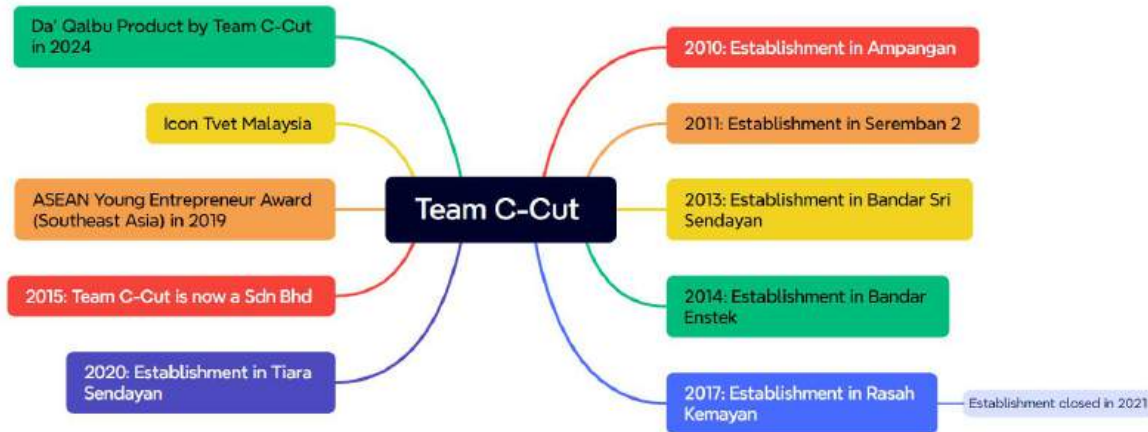 Da' Qalbu Product by Team C-Cut
in 2024
Icon Tvet Malaysia
ASEAN Young Entrepreneur Award
(Southeast Asia) in 2019
2015: Team C-Cut is now a Sdn Bhd
2020: Establishment in Tiara
Sendayan
Team C-Cut
2010: Establishment in Ampangan
2011: Establishment in Seremban 2
2013: Establishment in Bandar Sri
Sendayan
2014: Establishment in Bandar
Enstek
2017: Establishment in Rasah
Kemayan
Establishment closed in 2021